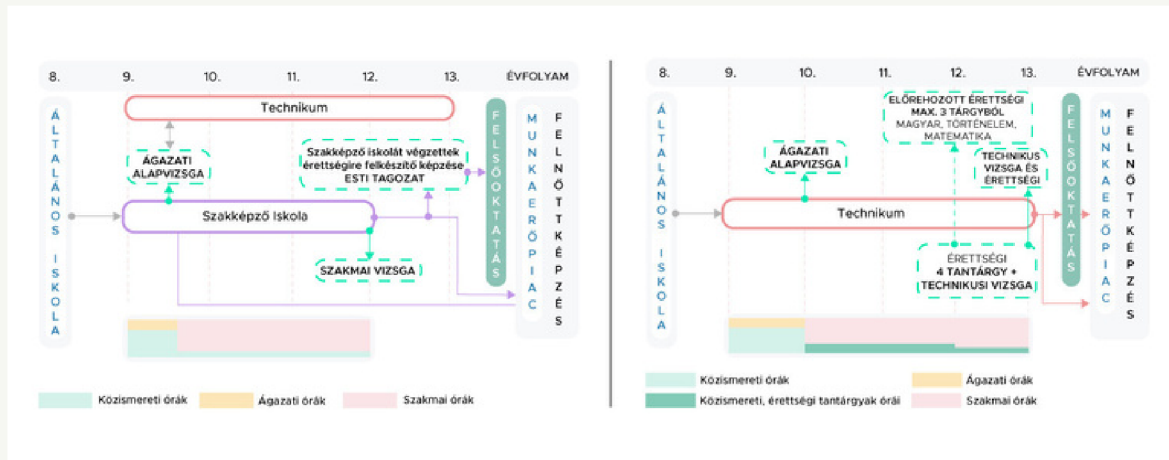 8. 9. 10. 11. 12. 13. ÉVFOLYAM
ÁLTALÁNOS ISKOLA
Technikum
ÁGAZATI
ALAPVIZSGA
Szakképző iskolát végzettek
érettségire felkészítő képzése
ESTI TAGOZAT
Szakképző Iskola
SZAKMAI VIZSGA
FELSŐOKTATÁS
MUNKAERŐPIAC
FELNŐTTKÉPZÉS
Közismereti órák
Ágazati órák
Szakmai órák
8. 9. 10. 11. 12. 13. ÉVFOLYAM
ÁLTALÁNOS ISKOLA
ELŐREHOZOTT ÉRETTSÉGI
MAX. 3 TÁRGYBÓL
MAGYAR, TÖRTÉNELEM,
MATEMATIKA
ÁGAZATI
ALAPVIZSGA
TECHNIKUS
VIZSGA ÉS
ÉRETTSÉGI
Technikum
ÉRETTSÉGI
4 TANTÁRGY +
TECHNIKUSI VIZSGA
FELSŐOKTATÁS
MUNKAERŐPIAC
FELNŐTTKÉPZÉS
Közismereti órák
Ágazati órák
Közismereti, érettségi tantárgyak órái
Szakmai órák